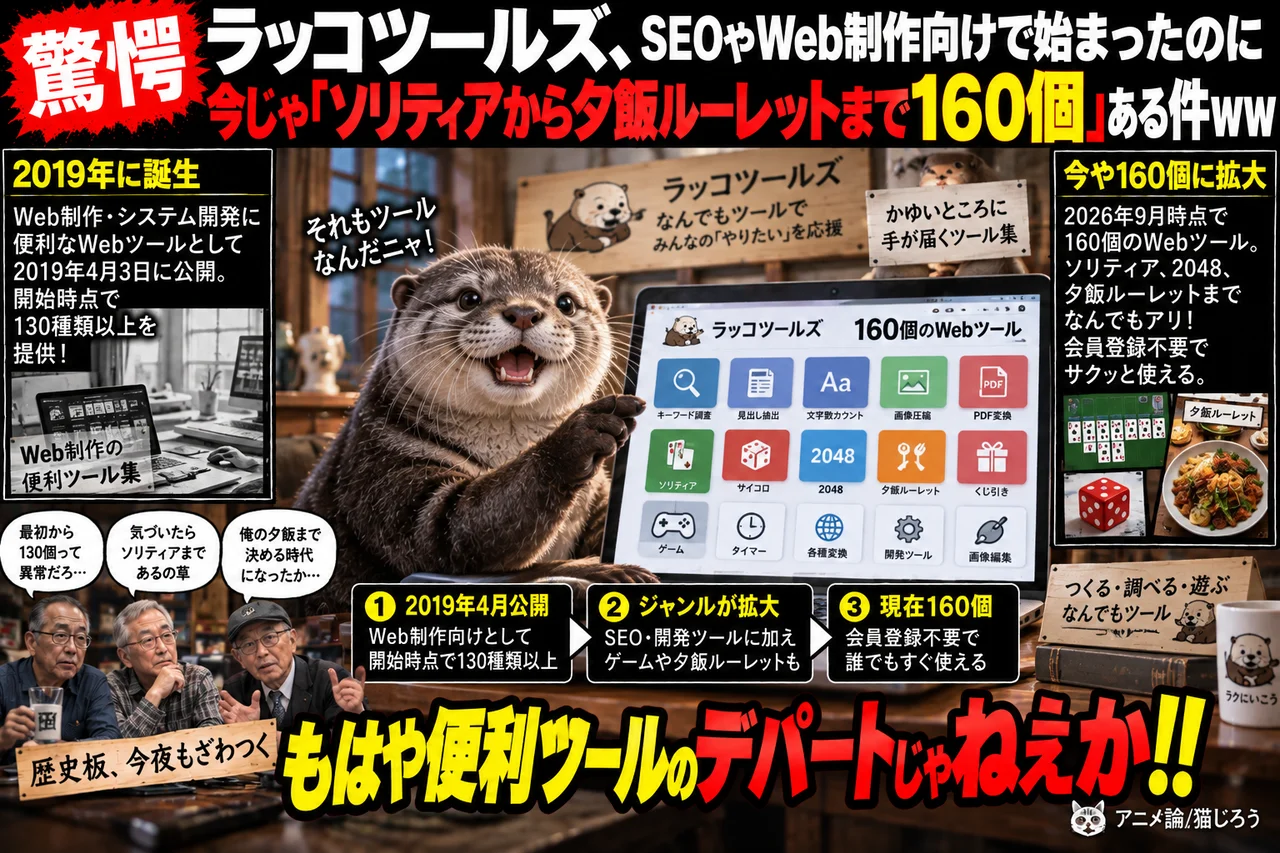 驚愕
ラッコツールズ、SEOやWeb制作向けで始まったのに
今じゃ「ソリティアから夕飯ルーレットまで160個」ある件ww
2019年に誕生
Web制作・システム開発に
便利なWebツールとして
2019年4月3日に公開。
開始時点で
130種類以上を
提供！
Web制作の
便利ツール集
それもツール
なんだニャ！
ラッコツールズ
なんでもツールで
みんなの「やりたい」を応援
かゆいところに
手が届くツール集
ラッコツールズ 160個のWebツール
キーワード調査
見出し抽出
Aa
文字数カウント
画像圧縮
PDF
PDF変換
ソリティア
サイコロ
2048
2048
夕飯ルーレット
くじ引き
ゲーム
タイマー
各種変換
開発ツール
画像編集
今や160個に拡大
2026年9月時点で
160個のWebツール。
ソリティア、2048、
夕飯ルーレットまで
なんでもアリ！
会員登録不要で
サクッと使える。
夕飯ルーレット
最初から
130個って
異常だろ…
気づいたら
ソリティアまで
あるの草
俺の夕飯まで
決める時代
になったか…
① 2019年4月公開
Web制作向けとして
開始時点で130種類以上
② ジャンルが拡大
SEO・開発ツールに加え
ゲームや夕飯ルーレットも
③ 現在160個
会員登録不要で
誰でもすぐ使える
つくる・調べる・遊ぶ
なんでもツール
ラクにいこう
歴史板、今夜もざわつく
もはや便利ツールのデパートじゃねぇか!!
アニメ論/猫じろう